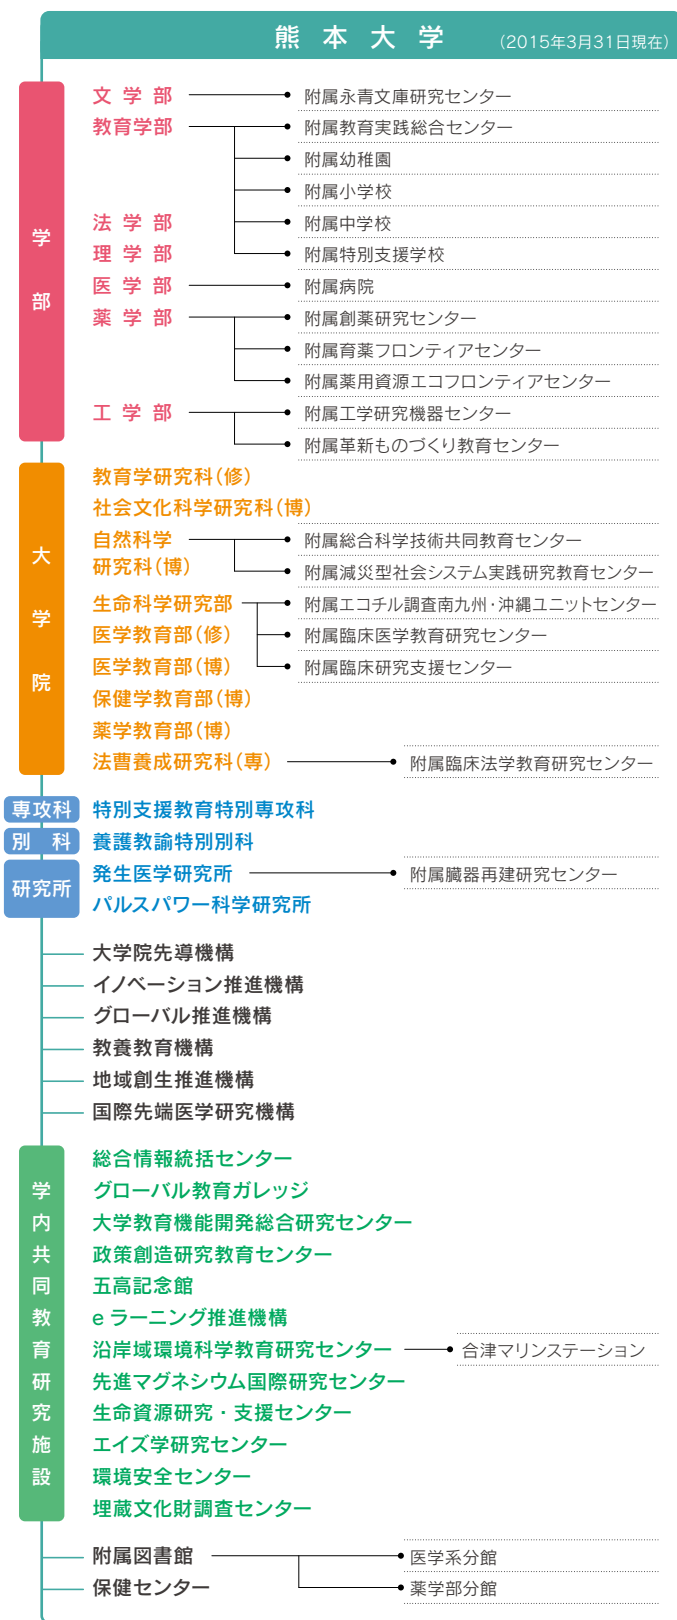 熊本大学 (2015年3月31日現在)
学部
文学部 附属永青文庫研究センター
教育学部 附属教育実践総合センター
附属幼稚園
附属小学校
法学部 附属中学校
理学部 附属特別支援学校
医学部 附属病院
薬学部 附属創薬研究センター
附属育薬フロンティアセンター
附属薬用資源エコフロンティアセンター
工学部 附属工学研究機器センター
附属革新ものづくり教育センター
大学院
教育学研究科(修)
社会文化科学研究科(博)
自然科学 附属総合科学技術共同教育センター
研究科(博) 附属減災型社会システム実践研究教育センター
生命科学研究部 附属エコチル調査南九州・沖縄ユニットセンター
医学教育部(修) 附属臨床医学教育研究センター
医学教育部(博) 附属臨床研究支援センター
保健学教育部(博)
薬学教育部(博)
法曹養成研究科(専) 附属臨床法学教育研究センター
専攻科 特別支援教育特別専攻科
別科 養護教諭特別別科
研究所
発生医学研究所 附属臓器再建研究センター
パルスパワー科学研究所
大学院先導機構
イノベーション推進機構
グローバル推進機構
教養教育機構
地域創生推進機構
国際先端医学研究機構
学内共同教育研究施設
総合情報統括センター
グローバル教育カレッジ
大学教育機能開発総合研究センター
政策創造研究教育センター
五高記念館
eラーニング推進機構
沿岸域環境科学教育研究センター 合津マリンステーション
先進マグネシウム国際研究センター
生命資源研究・支援センター
エイズ学研究センター
環境安全センター
埋蔵文化財調査センター
附属図書館 医学系分館
保健センター 薬学部分館